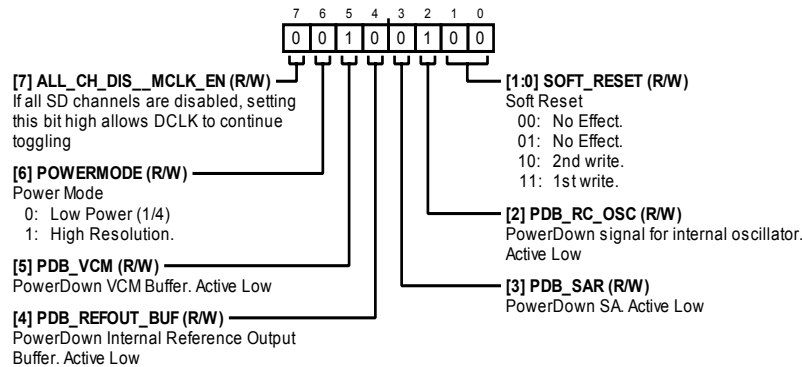 7 6 5 4 3 2 1 0
0 0 1 0 0 1 0 0
[7] ALL_CH_DIS__MCLK_EN (R/W)
If all SD channels are disabled, setting
this bit high allows DCLK to continue
toggling
[6] POWERMODE (R/W)
Power Mode
0: Low Power (1/4)
1: High Resolution.
[5] PDB_VCM (R/W)
PowerDown VCM Buffer. Active Low
[4] PDB_REFOUT_BUF (R/W)
PowerDown Internal Reference Output
Buffer. Active Low
[1:0] SOFT_RESET (R/W)
Soft Reset
00: No Effect.
01: No Effect.
10: 2nd write.
11: 1st write.
[2] PDB_RC_OSC (R/W)
PowerDown signal for internal oscillator.
Active Low
[3] PDB_SAR (R/W)
PowerDown SA. Active Low